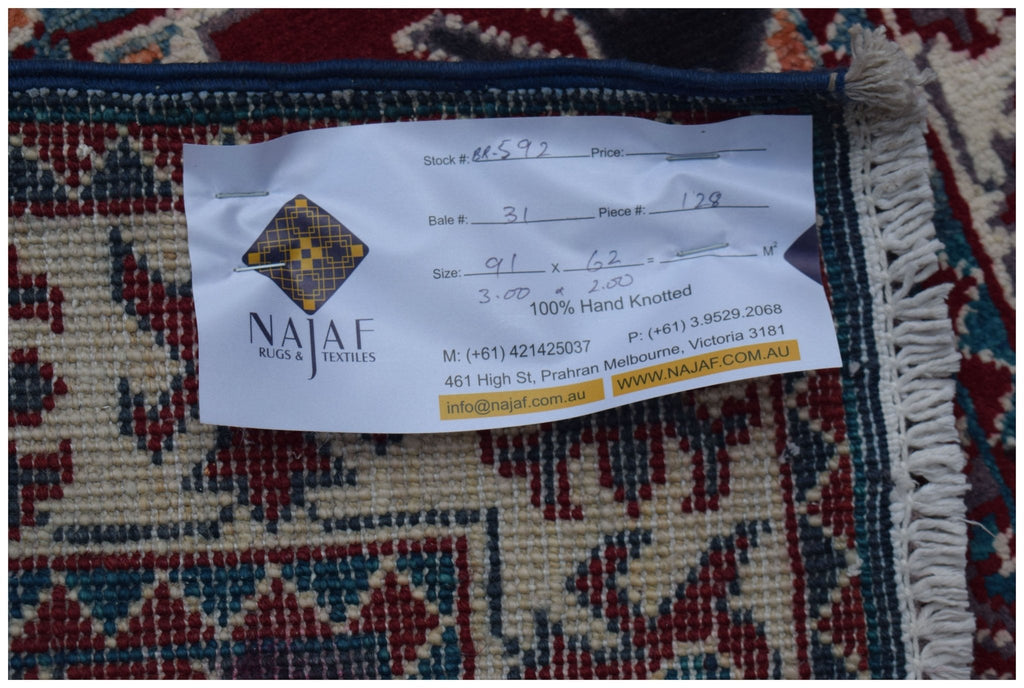 NAJAF
RUGS & TEXTILES
Stock #: BR-592 Price:
Bale #: 31 Piece #: 128
Size: 91 x 62 = M²
3.00 x 2.00
100% Hand Knotted
M: (+61) 421425037 P: (+61) 3.9529.2068
461 High St, Prahran Melbourne, Victoria 3181
info@najaf.com.au WWW.NAJAF.COM.AU